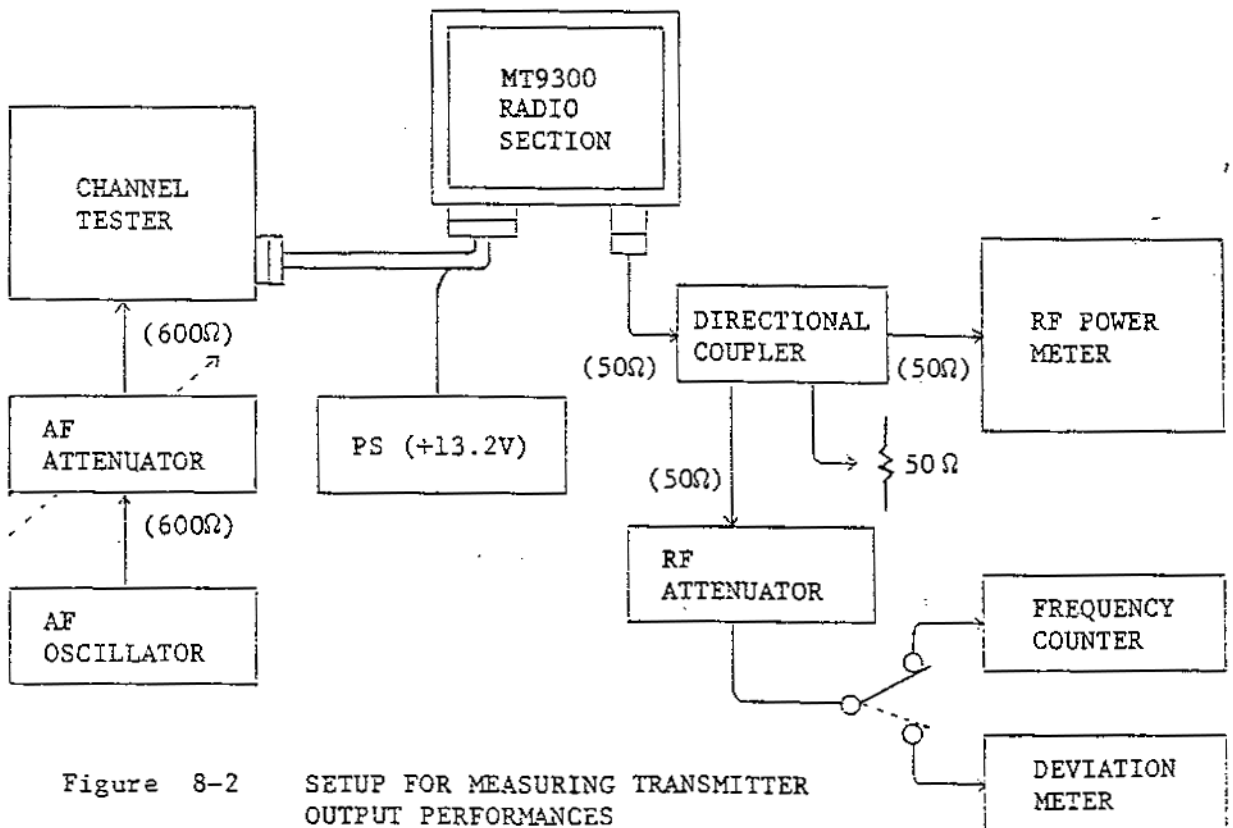 MT9300
RADIO
SECTION
CHANNEL
TESTER
(600Ω)
AF
ATTENUATOR
(600Ω)
AF
OSCILLATOR
PS (+13.2V)
(50Ω)
DIRECTIONAL
COUPLER
(50Ω)
RF POWER
METER
(50Ω)
50Ω
RF
ATTENUATOR
FREQUENCY
COUNTER
DEVIATION
METER
Figure 8-2 SETUP FOR MEASURING TRANSMITTER
OUTPUT PERFORMANCES